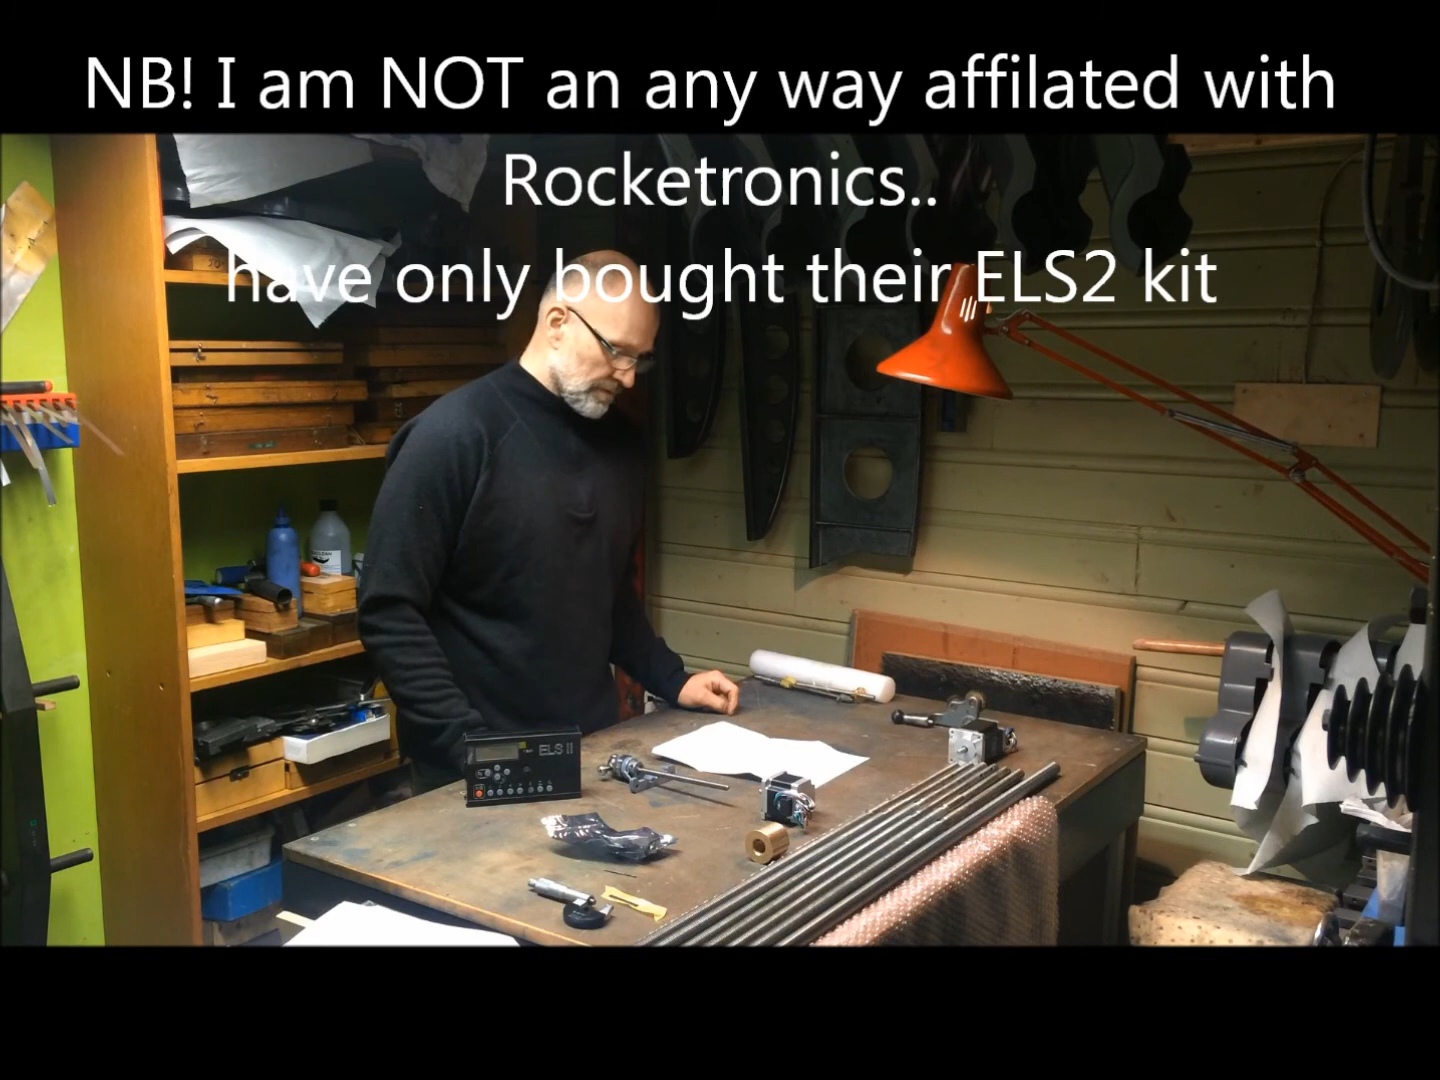 NB! I am NOT an any way affilated with
Rocketronics..
have only bought their ELS2 kit
ELS II